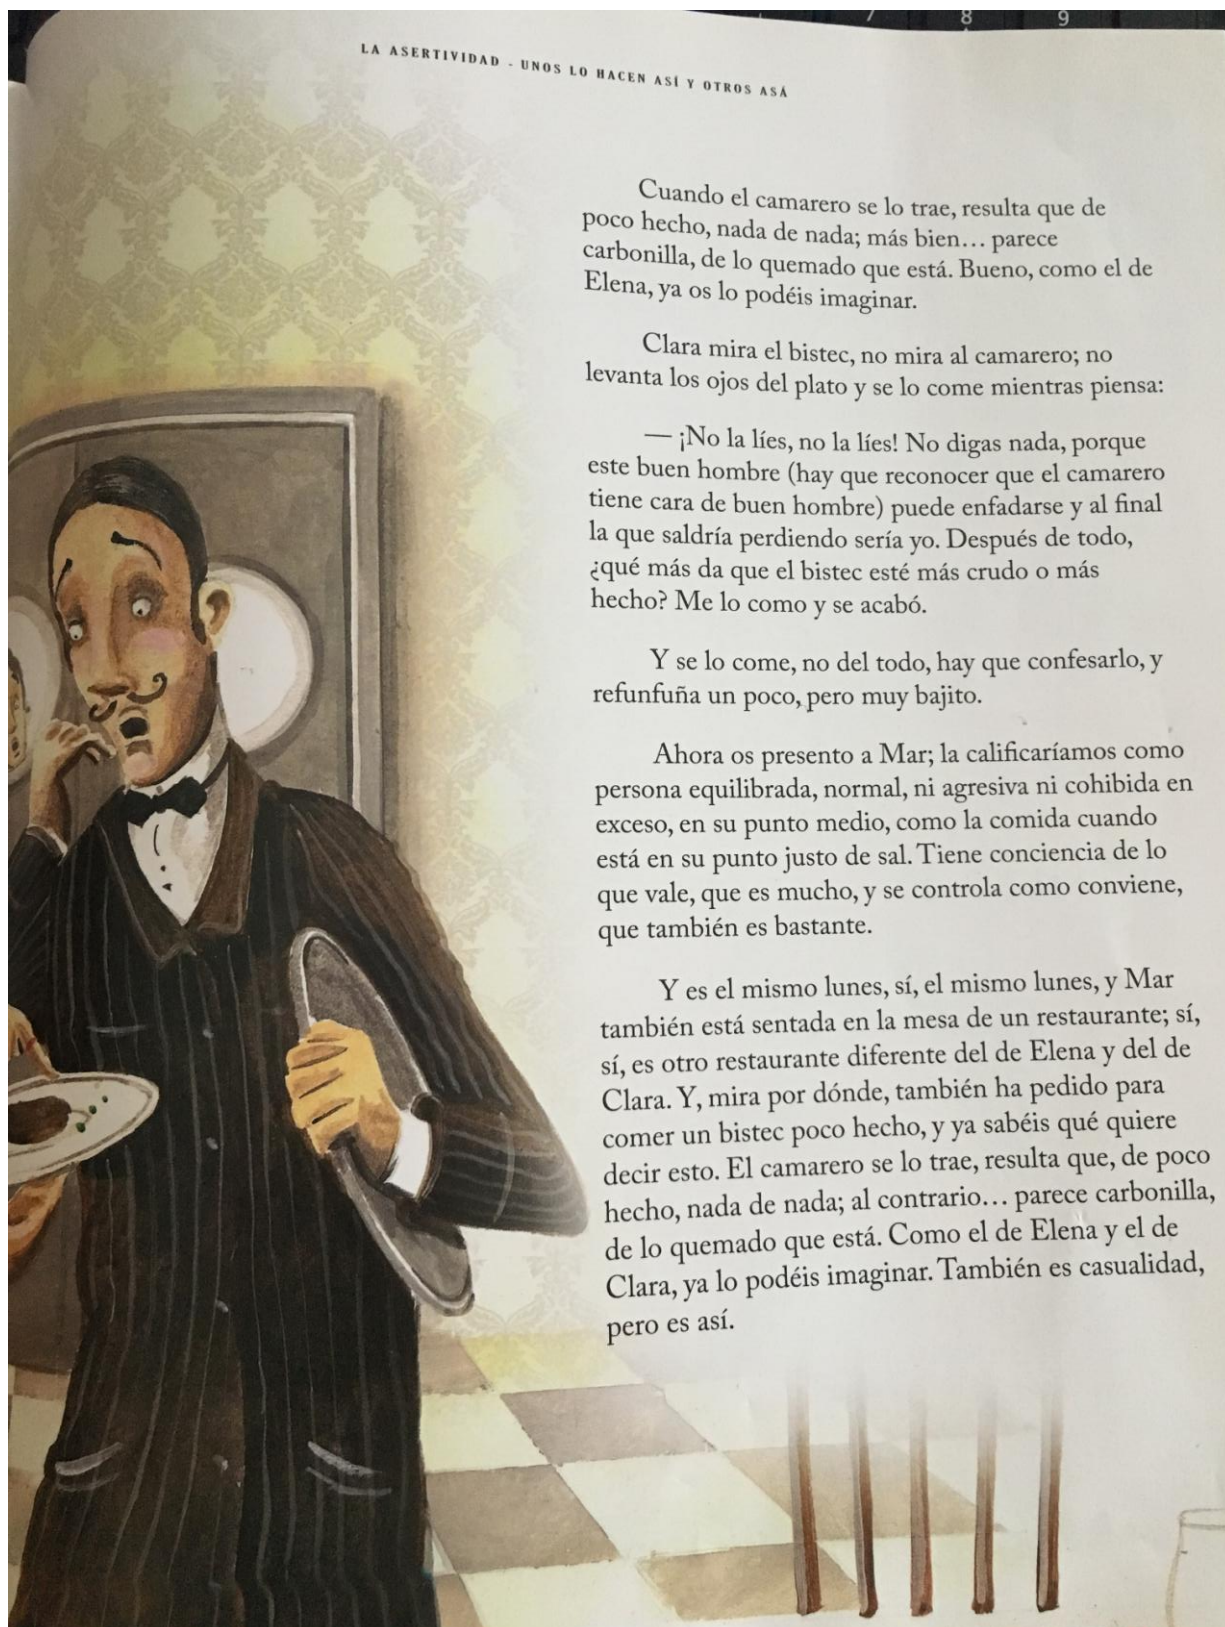 8
9
LA ASERTIVIDAD - UNOS LO HACEN ASÍ Y OTROS ASÁ
Cuando el camarero se lo trae, resulta que de
poco hecho, nada de nada; más bien… parece
carbonilla, de lo quemado que está. Bueno, como el de
Elena, ya os lo podéis imaginar.
Clara mira el bistec, no mira al camarero; no
levanta los ojos del plato y se lo come mientras piensa:
— ¡No la líes, no la líes! No digas nada, porque
este buen hombre (hay que reconocer que el camarero
tiene cara de buen hombre) puede enfadarse y al final
la que saldría perdiendo sería yo. Después de todo,
¿qué más da que el bistec esté más crudo o más
hecho? Me lo como y se acabó.
Y se lo come, no del todo, hay que confesarlo, y
refunfuña un poco, pero muy bajito.
Ahora os presento a Mar; la calificaríamos como
persona equilibrada, normal, ni agresiva ni cohibida en
exceso, en su punto medio, como la comida cuando
está en su punto justo de sal. Tiene conciencia de lo
que vale, que es mucho, y se controla como conviene,
que también es bastante.
Y es el mismo lunes, sí, el mismo lunes, y Mar
también está sentada en la mesa de un restaurante; sí,
sí, es otro restaurante diferente del de Elena y del de
Clara. Y, mira por dónde, también ha pedido para
comer un bistec poco hecho, y ya sabéis qué quiere
decir esto. El camarero se lo trae, resulta que, de poco
hecho, nada de nada; al contrario… parece carbonilla,
de lo quemado que está. Como el de Elena y el de
Clara, ya lo podéis imaginar. También es casualidad,
pero es así.